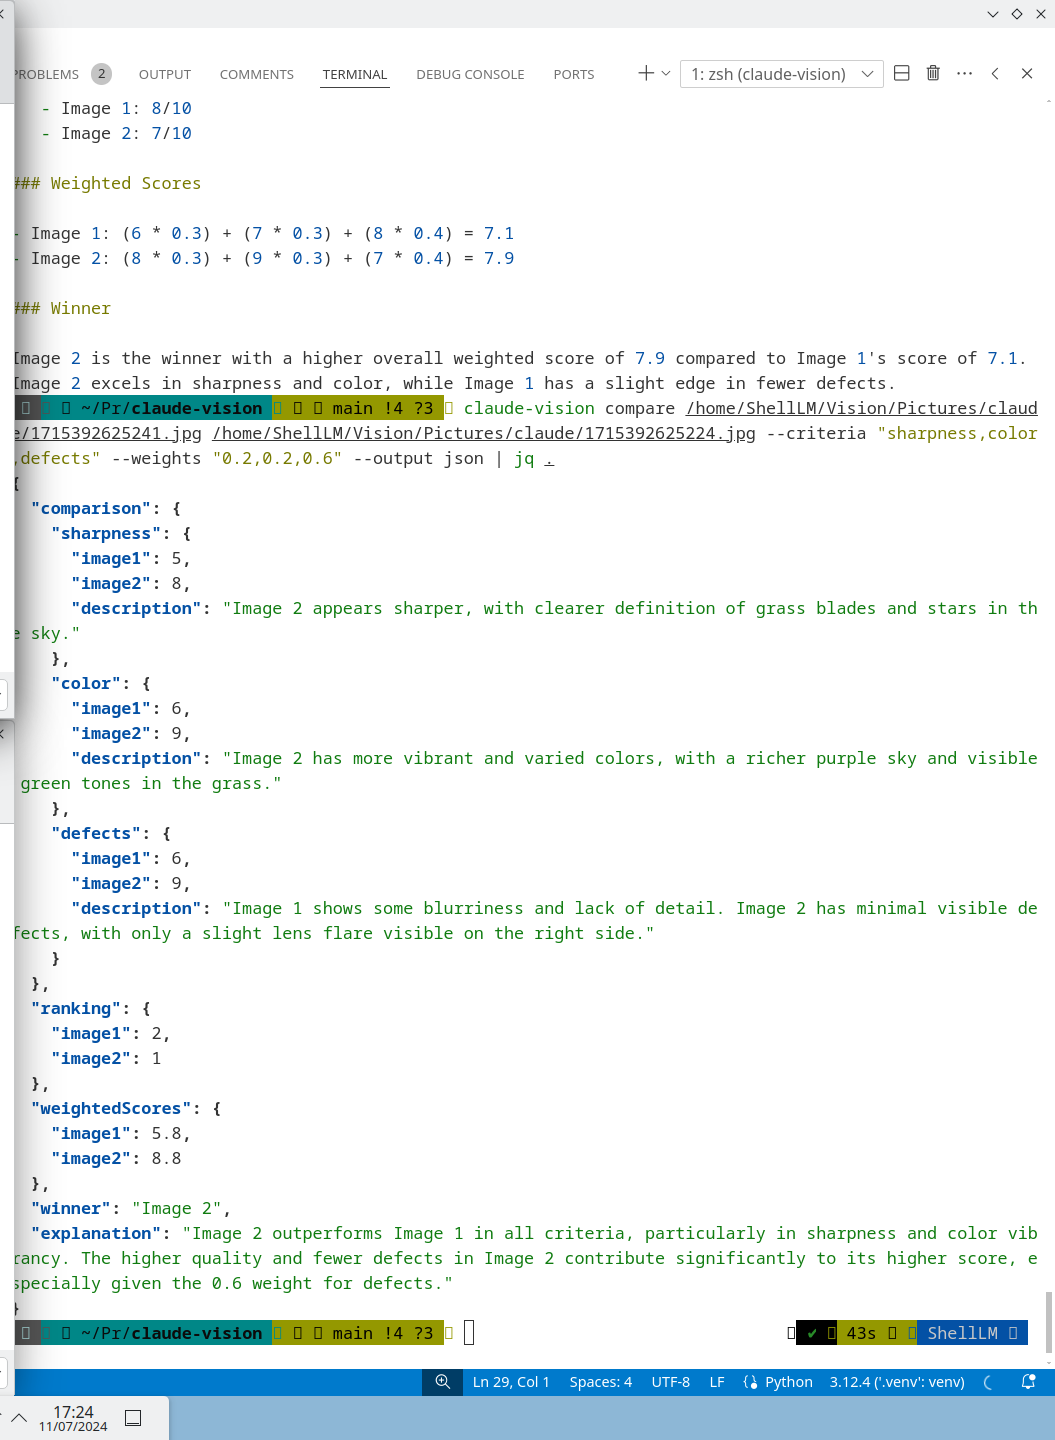 PROBLEMS 2 OUTPUT COMMENTS TERMINAL DEBUG CONSOLE PORTS 1: zsh (claude-vision)
- Image 1: 8/10
- Image 2: 7/10
### Weighted Scores
- Image 1: (6 * 0.3) + (7 * 0.3) + (8 * 0.4) = 7.1
- Image 2: (8 * 0.3) + (9 * 0.3) + (7 * 0.4) = 7.9
### Winner
Image 2 is the winner with a higher overall weighted score of 7.9 compared to Image 1's score of 7.1.
Image 2 excels in sharpness and color, while Image 1 has a slight edge in fewer defects.
~/Pr/claude-vision main !4 ?3 claude-vision compare /home/ShellLM/Vision/Pictures/claud
e/1715392625241.jpg /home/ShellLM/Vision/Pictures/claude/1715392625224.jpg --criteria "sharpness,color
,defects" --weights "0.2,0.2,0.6" --output json | jq .
{
"comparison": {
"sharpness": {
"image1": 5,
"image2": 8,
"description": "Image 2 appears sharper, with clearer definition of grass blades and stars in th
e sky."
},
"color": {
"image1": 6,
"image2": 9,
"description": "Image 2 has more vibrant and varied colors, with a richer purple sky and visible
green tones in the grass."
},
"defects": {
"image1": 6,
"image2": 9,
"description": "Image 1 shows some blurriness and lack of detail. Image 2 has minimal visible de
fects, with only a slight lens flare visible on the right side."
}
},
"ranking": {
"image1": 2,
"image2": 1
},
"weightedScores": {
"image1": 5.8,
"image2": 8.8
},
"winner": "Image 2",
"explanation": "Image 2 outperforms Image 1 in all criteria, particularly in sharpness and color vib
rancy. The higher quality and fewer defects in Image 2 contribute significantly to its higher score, e
specially given the 0.6 weight for defects."
}
~/Pr/claude-vision main !4 ?3 ✔ 43s ShellLM
Ln 29, Col 1 Spaces: 4 UTF-8 LF Python 3.12.4 ('.venv': venv)
17:24
11/07/2024